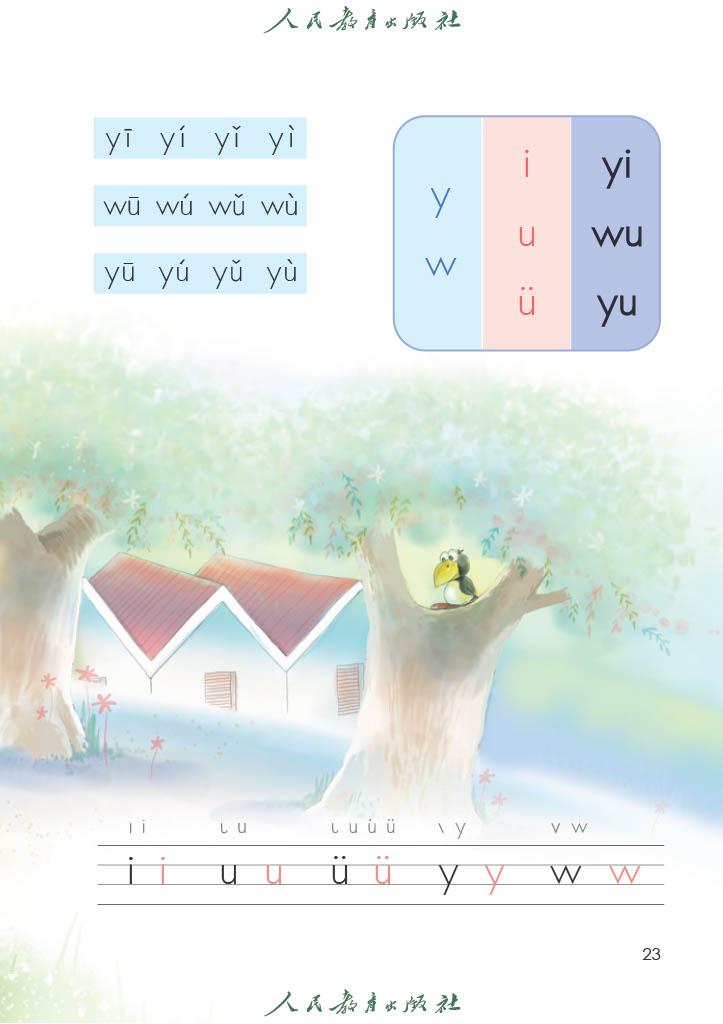 人民教育出版社
yī yí yǐ yì
wū wú wǔ wù
yū yú yǔ yù
y
w
i
u
ü
yi
wu
yu
ı i ɩ u ɩ u u̇ ü \ y v w
i i u u ü ü y y w w
23
人民教育出版社